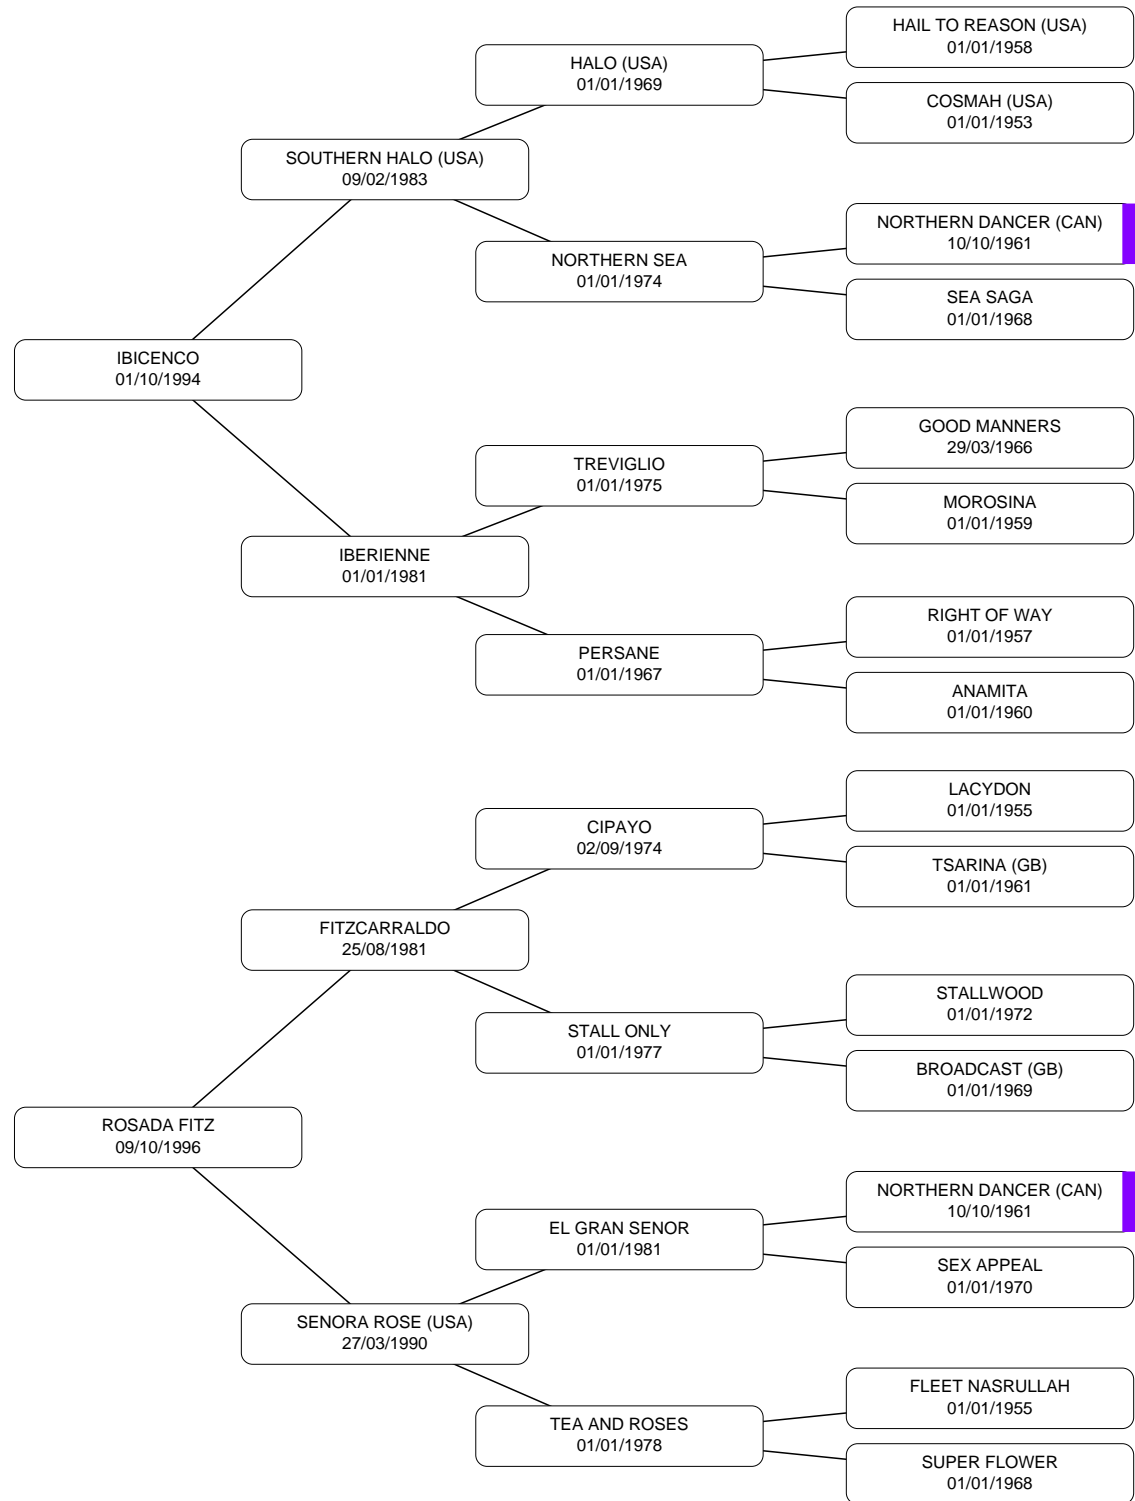 HAIL TO REASON (USA)
01/01/1958
HALO (USA)
01/01/1969
COSMAH (USA)
01/01/1953
SOUTHERN HALO (USA)
09/02/1983
NORTHERN DANCER (CAN)
10/10/1961
NORTHERN SEA
01/01/1974
SEA SAGA
01/01/1968
IBICENCO
01/10/1994
GOOD MANNERS
29/03/1966
TREVIGLIO
01/01/1975
MOROSINA
01/01/1959
IBERIENNE
01/01/1981
RIGHT OF WAY
01/01/1957
PERSANE
01/01/1967
ANAMITA
01/01/1960
LACYDON
01/01/1955
CIPAYO
02/09/1974
TSARINA (GB)
01/01/1961
FITZCARRALDO
25/08/1981
STALLWOOD
01/01/1972
STALL ONLY
01/01/1977
BROADCAST (GB)
01/01/1969
ROSADA FITZ
09/10/1996
NORTHERN DANCER (CAN)
10/10/1961
EL GRAN SENOR
01/01/1981
SEX APPEAL
01/01/1970
SENORA ROSE (USA)
27/03/1990
FLEET NASRULLAH
01/01/1955
TEA AND ROSES
01/01/1978
SUPER FLOWER
01/01/1968